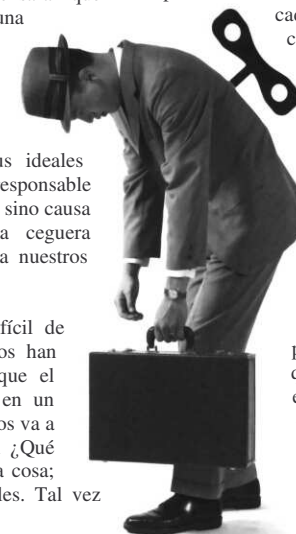 una
us ideales
responsable
sino causa
a ceguera
a nuestros
fícil de
os han
que el
en un
os va a
¿Qué
a cosa;
les. Tal vez
cad
c
p
d
e